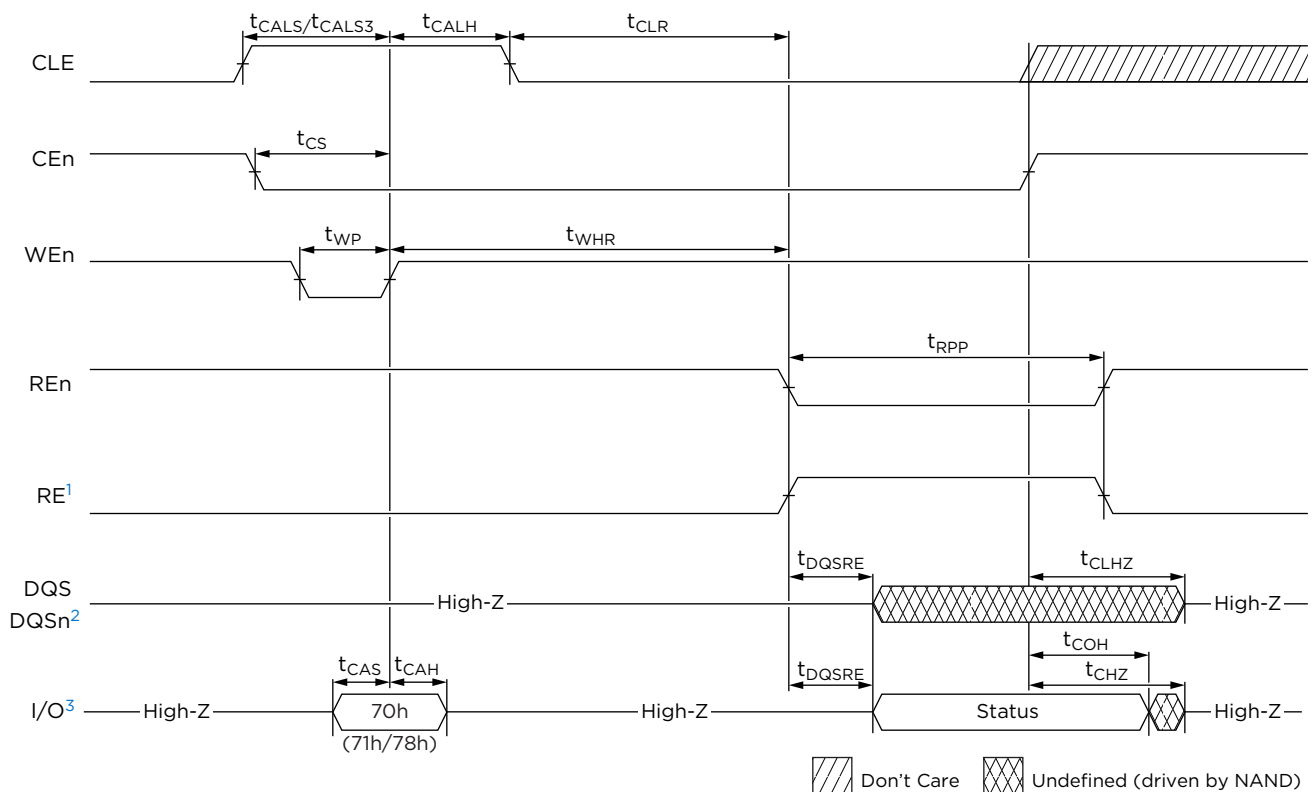 tCALS/tCALS3 tCALH tCLR
CLE
tCS
CEn
tWP tWHR
WEn
tRPP
REn
RE1
tDQSRE tCLHZ
DQS
DQSn2
High-Z High-Z
tCOH
tCAS tCAH tDQSRE tCHZ
I/O3 High-Z 70h High-Z Status High-Z
(71h/78h)
Don't Care Undefined (driven by NAND)